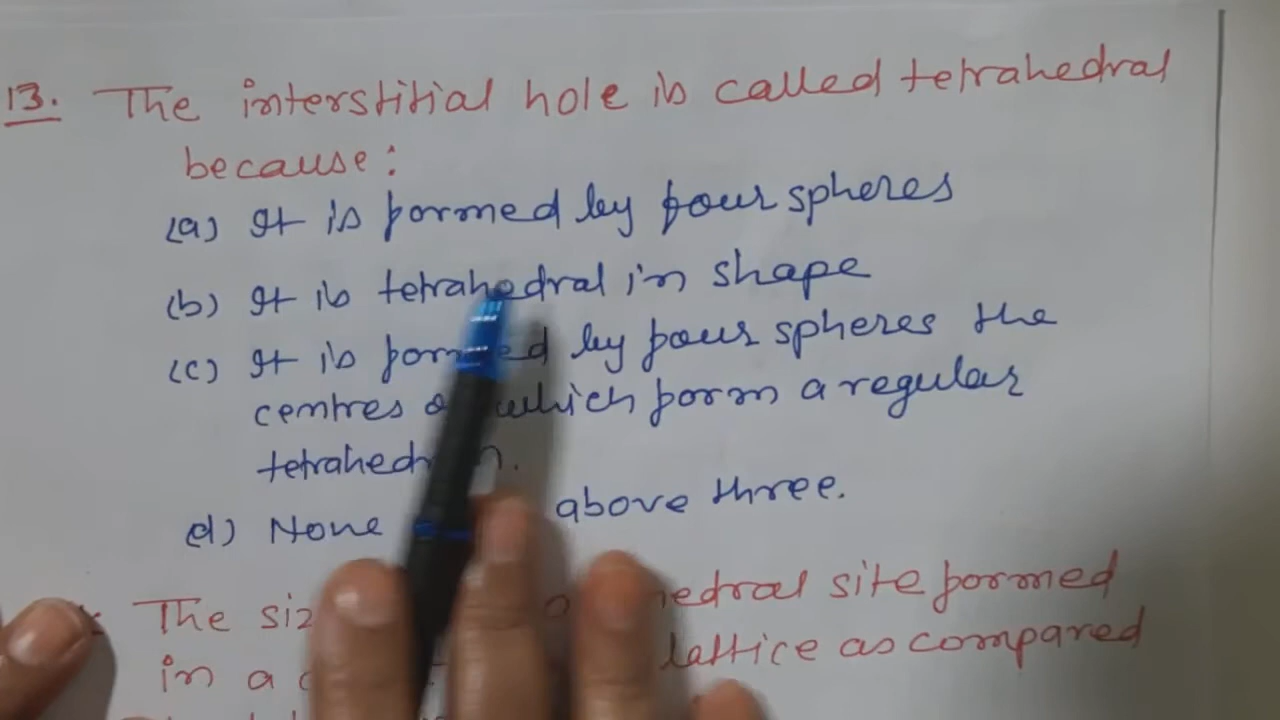 13. The interstitial hole is called tetrahedral
because:
(a) It is formed by four spheres
(b) It is tetrahedral in shape
(c) It is formed by four spheres the
centres which form a regular
tetrahed n.
(d) None above three.
The siz hedral site formed
in a lattice as compared